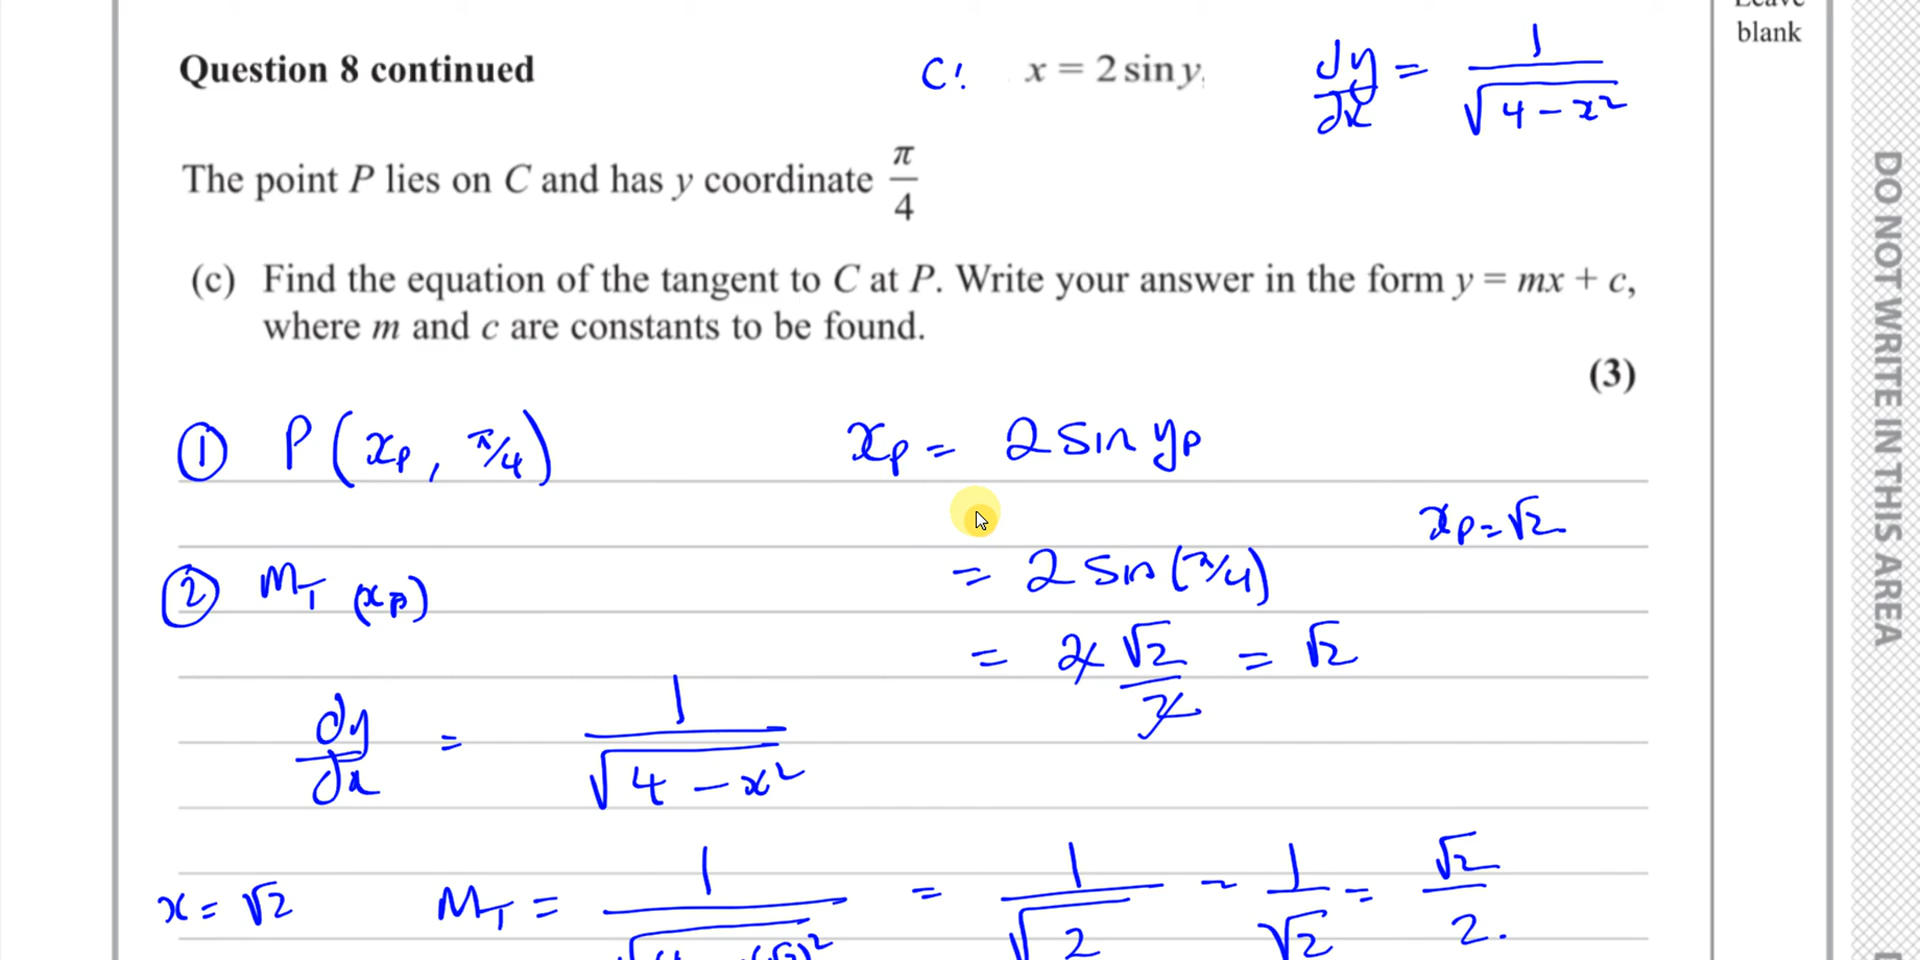 Leave
blank
Question 8 continued
C: x = 2 sin y
dy/dx = 1/√(4 − x²)
The point P lies on C and has y coordinate π/4
(c) Find the equation of the tangent to C at P. Write your answer in the form y = mx + c,
where m and c are constants to be found.
(3)
① P(xₚ, π/4)
xₚ = 2 sin yₚ
xₚ = √2
= 2 sin(π/4)
② M_T (xₚ)
= 2 × √2/2 = √2
dy/dx = 1/√(4 − x²)
x = √2 M_T = 1/√(4 − (√2)²) = 1/√2 = 1/√2 = √2/2.
DO NOT WRITE IN THIS AREA